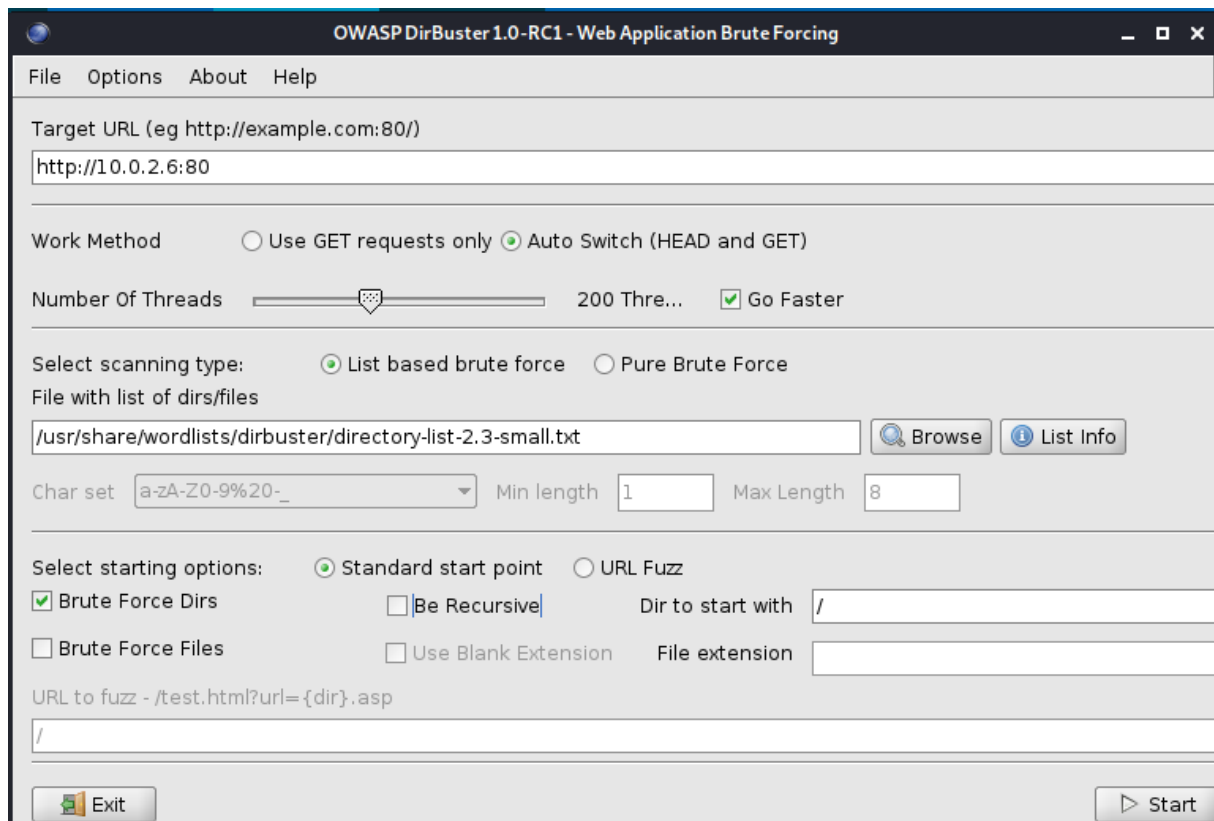 OWASP DirBuster 1.0-RC1 - Web Application Brute Forcing
File Options About Help
Target URL (eg http://example.com:80/)
http://10.0.2.6:80
Work Method Use GET requests only Auto Switch (HEAD and GET)
Number Of Threads 200 Thre... Go Faster
Select scanning type: List based brute force Pure Brute Force
File with list of dirs/files
/usr/share/wordlists/dirbuster/directory-list-2.3-small.txt Browse List Info
Char set a-zA-Z0-9%20-_ Min length 1 Max Length 8
Select starting options: Standard start point URL Fuzz
Brute Force Dirs Be Recursive Dir to start with /
Brute Force Files Use Blank Extension File extension
URL to fuzz - /test.html?url={dir}.asp
/
Exit Start